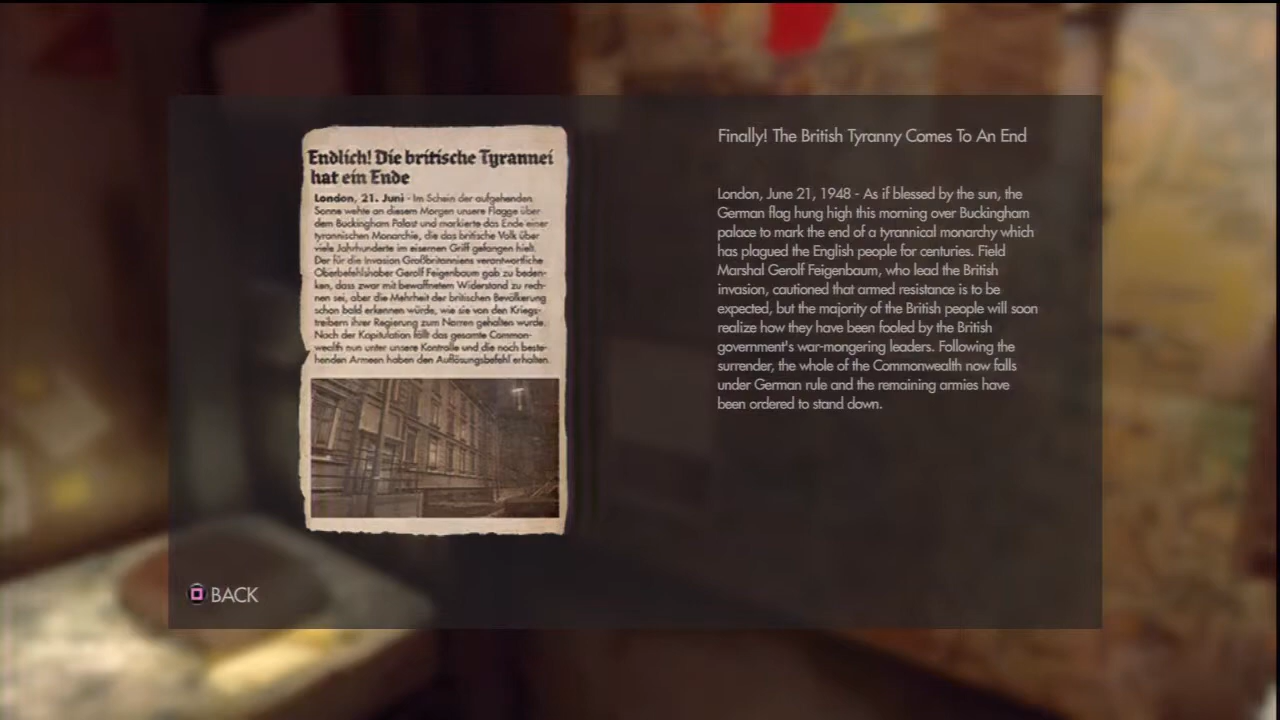 Endlich! Die britische Tyrannei
hat ein Ende
London, 21. Juni - Im Schein der aufgehenden
Sonne wehte an diesem Morgen unsere Flagge über
dem Buckingham Palast und markierte das Ende einer
tyrannischen Monarchie, die das britische Volk über
viele Jahrhunderte im eisernen Griff gefangen hielt.
Der für die Invasion Großbritanniens verantwortliche
Oberbefehlshaber Gerolf Feigenbaum gab zu beden-
ken, dass zwar mit bewaffnetem Widerstand zu rech-
nen sei, aber die Mehrheit der britischen Bevölkerung
schon bald erkennen würde, wie sie von den Kriegs-
treibern ihrer Regierung zum Narren gehalten wurde.
Nach der Kapitulation fällt das gesamte Common-
wealth nun unter unsere Kontrolle und die noch beste-
henden Armeen haben den Auflösungsbefehl erhalten.
Finally! The British Tyranny Comes To An End
London, June 21, 1948 - As if blessed by the sun, the
German flag hung high this morning over Buckingham
palace to mark the end of a tyrannical monarchy which
has plagued the English people for centuries. Field
Marshal Gerolf Feigenbaum, who lead the British
invasion, cautioned that armed resistance is to be
expected, but the majority of the British people will soon
realize how they have been fooled by the British
government's war-mongering leaders. Following the
surrender, the whole of the Commonwealth now falls
under German rule and the remaining armies have
been ordered to stand down.
BACK